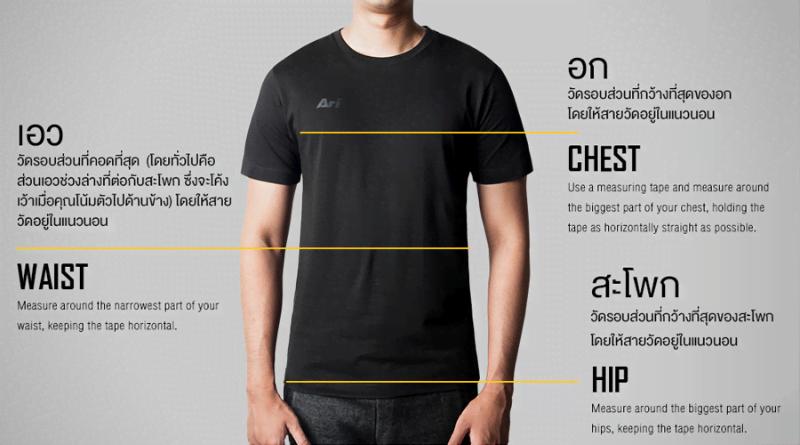 Ari
เอว
วัดรอบส่วนที่คอดที่สุด (โดยทั่วไปคือ
ส่วนเอวช่วงล่างที่ต่อกับสะโพก ซึ่งจะโค้ง
เว้าเมื่อคุณโน้มตัวไปด้านข้าง) โดยให้สาย
วัดอยู่ในแนวนอน
WAIST
Measure around the narrowest part of your
waist, keeping the tape horizontal.
อก
วัดรอบส่วนที่กว้างที่สุดของอก
โดยให้สายวัดอยู่ในแนวนอน
CHEST
Use a measuring tape and measure around
the biggest part of your chest, holding the
tape as horizontally straight as possible.
สะโพก
วัดรอบส่วนที่กว้างที่สุดของสะโพก
โดยให้สายวัดอยู่ในแนวนอน
HIP
Measure around the biggest part of your
hips, keeping the tape horizontal.